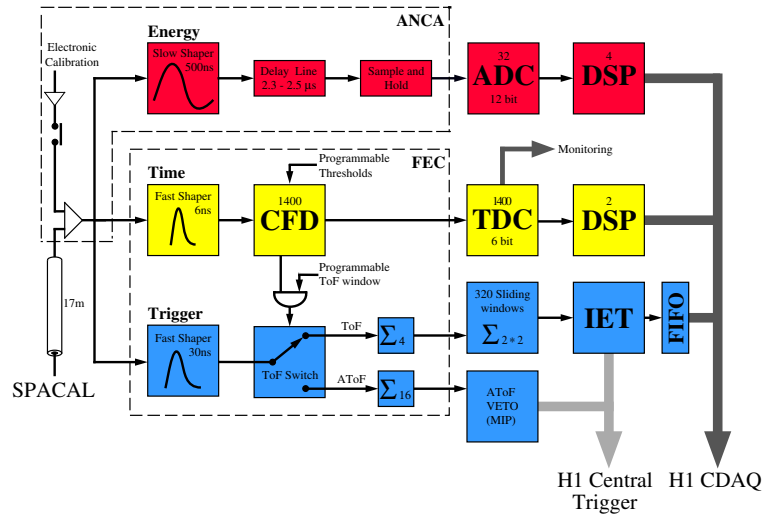 ANCA
Electronic
Calibration
Energy
Slow Shaper
500ns
Delay Line
2.3 - 2.5 µs
Sample and
Hold
32
ADC
12 bit
4
DSP
FEC
Time
Fast Shaper
6ns
Programmable
Thresholds
1400
CFD
Monitoring
1400
TDC
6 bit
2
DSP
17m
SPACAL
Programmable
ToF window
Trigger
Fast Shaper
30ns
ToF Switch
ToF
AToF
Σ 4
Σ 16
320 Sliding
windows
Σ 2 * 2
IET
FIFO
AToF
VETO
(MIP)
H1 Central
Trigger
H1 CDAQ